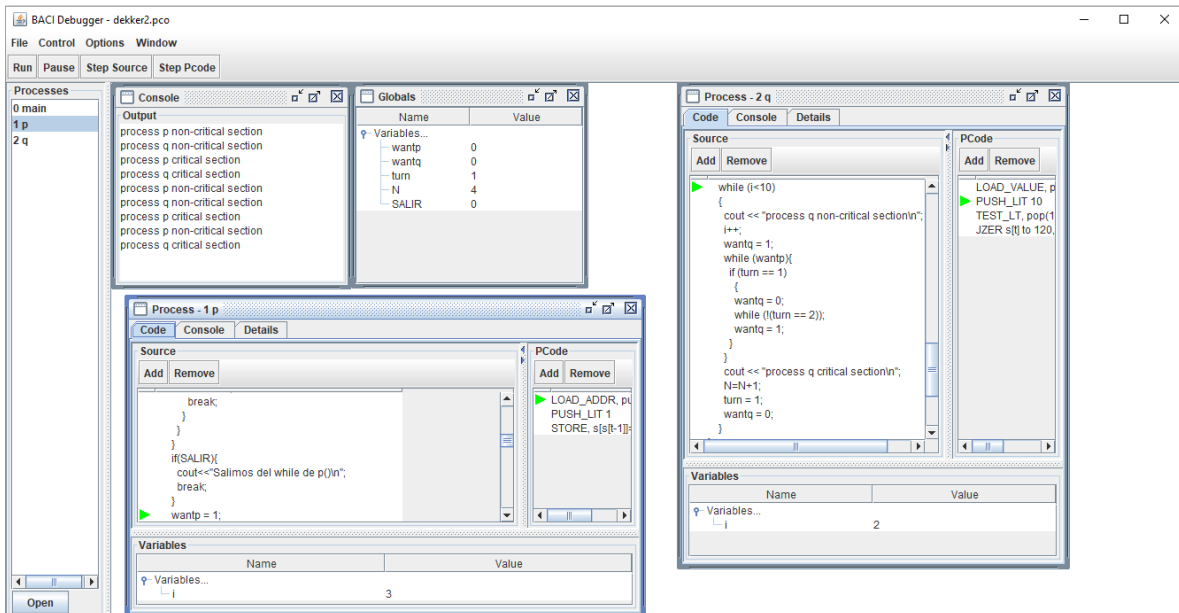 BACI Debugger - dekker2.pco
File Control Options Window
Run Pause Step Source Step Pcode
Processes
0 main
1 p
2 q
Open
Console
Output
process p non-critical section
process q non-critical section
process p critical section
process q critical section
process p non-critical section
process q non-critical section
process p critical section
process p non-critical section
process q critical section
Globals
Name Value
Variables...
wantp 0
wantq 0
turn 1
N 4
SALIR 0
Process - 1 p
Code Console Details
Source
Add Remove
break;
}
}
}
if(SALIR){
cout<<"Salimos del while de p()\n";
break;
}
wantp = 1;
PCode
Add Remove
LOAD_ADDR, pu
PUSH_LIT 1
STORE, s[s[t-1]]=
Variables
Name Value
Variables...
i 3
Process - 2 q
Code Console Details
Source
Add Remove
while (i<10)
{
cout << "process q non-critical section\n";
i++;
wantq = 1;
while (wantp){
if (turn == 1)
{
wantq = 0;
while (!(turn == 2));
wantq = 1;
}
}
cout << "process q critical section\n";
N=N+1;
turn = 1;
wantq = 0;
}
PCode
Add Remove
LOAD_VALUE, p
PUSH_LIT 10
TEST_LT, pop(1
JZER s[t] to 120,
Variables
Name Value
Variables...
i 2